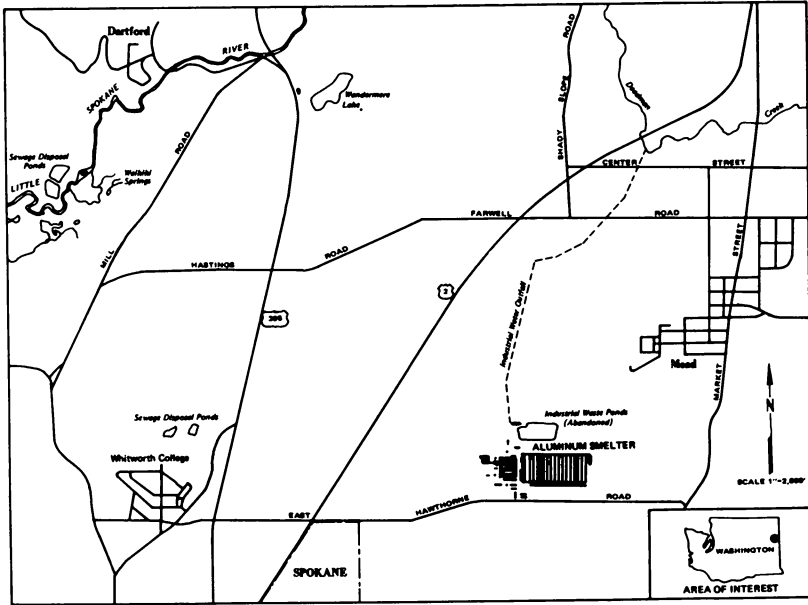 Dartford
RIVER
SPOKANE
LITTLE
Wandermere
Lake
Sewage Disposal
Ponds
Waikiki
Springs
MILL
ROAD
HASTINGS
ROAD
FARWELL
ROAD
SHADY
SLOPE
ROAD
Deadman
Creek
CENTER
STREET
2
395
Industrial Water Outfall
STREET
MARKET
Mead
N
SCALE 1"=2,000'
Sewage Disposal Ponds
Whitworth College
Industrial Waste Ponds
(Abandoned)
ALUMINUM SMELTER
EAST
HAWTHORNE
ROAD
SPOKANE
WASHINGTON
AREA OF INTEREST